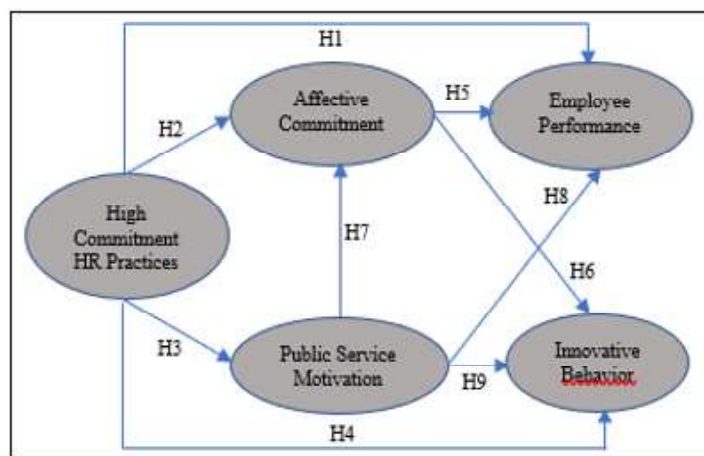 H1
Affective
Commitment
H5
Employee
Performance
H2
H8
High
Commitment
HR Practices
H7
H6
H3
Public Service
Motivation
H9
Innovative
Behavior
H4